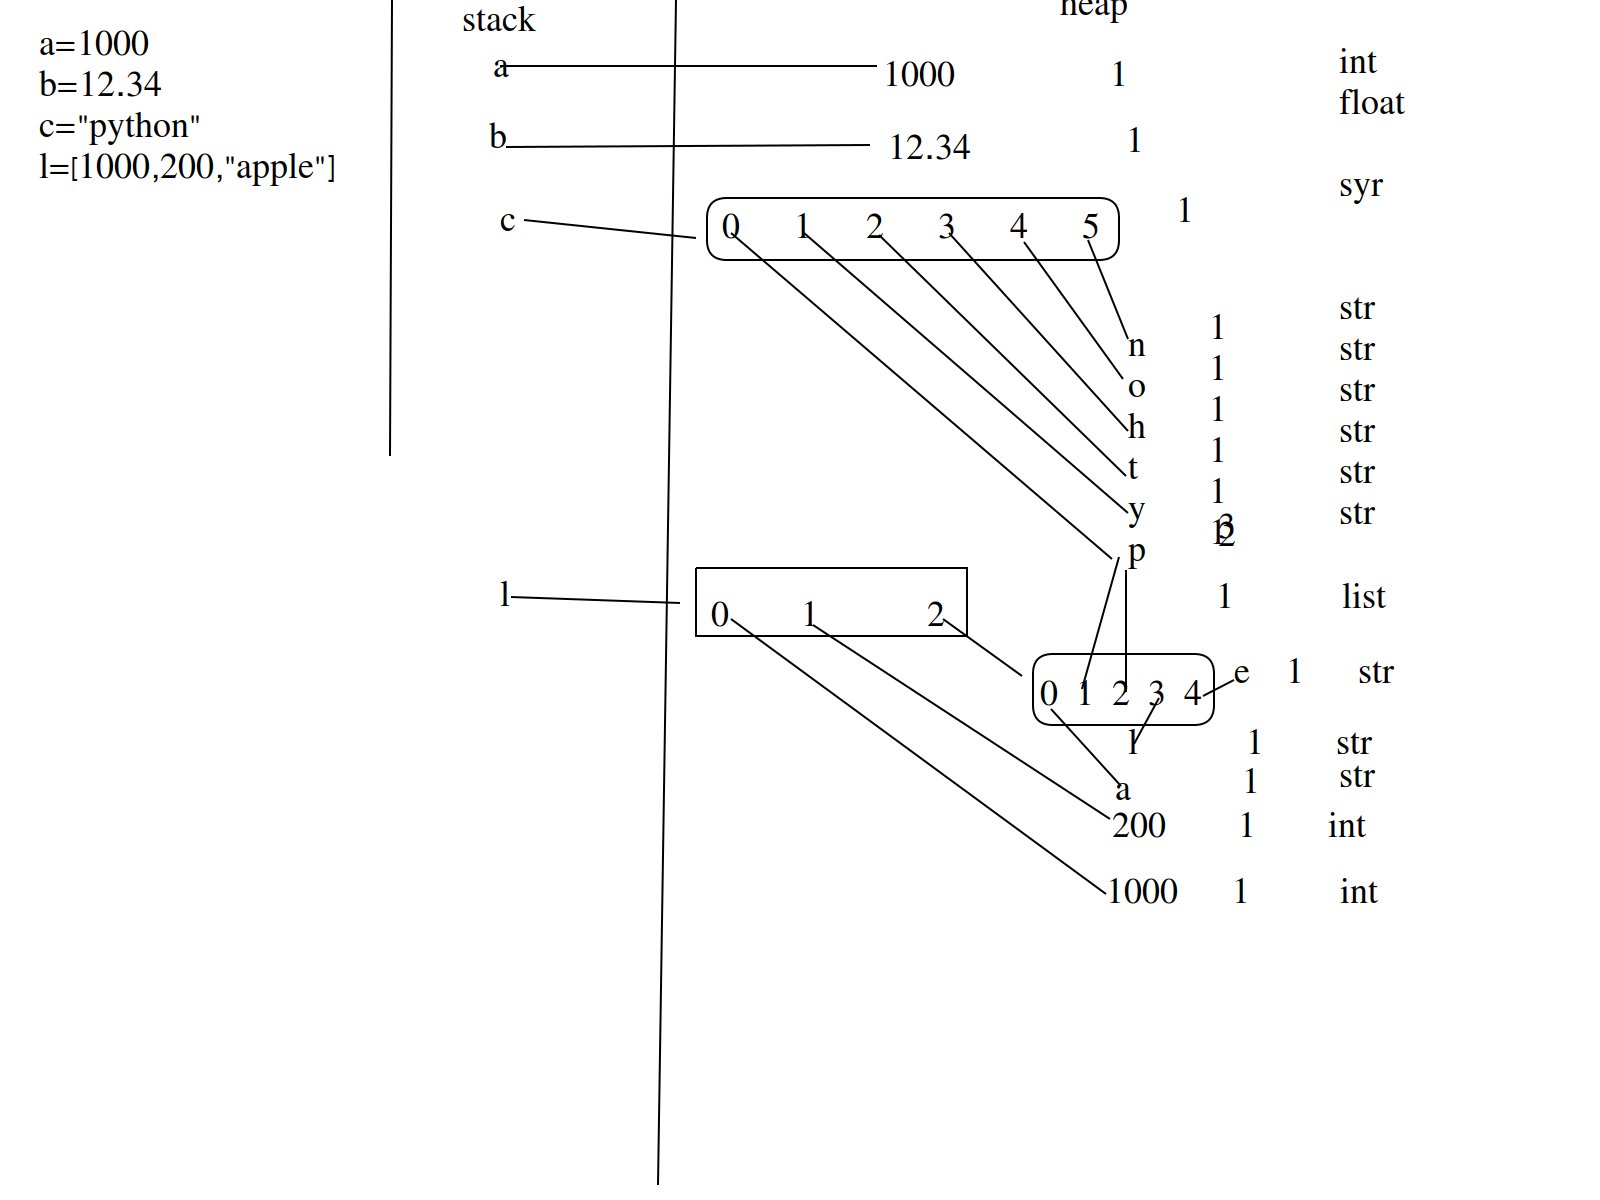 a=1000
b=12.34
c="python"
l=[1000,200,"apple"]
stack
heap
a 1000 1 int
float
b 12.34 1
syr
c 0 1 2 3 4 5 1
str
n 1
str
o 1
str
h 1
str
t 1
str
y 1
str
p
l 0 1 2 1 list
0 1 2 3 4 e 1 str
l 1 str
a 1 str
200 1 int
1000 1 int